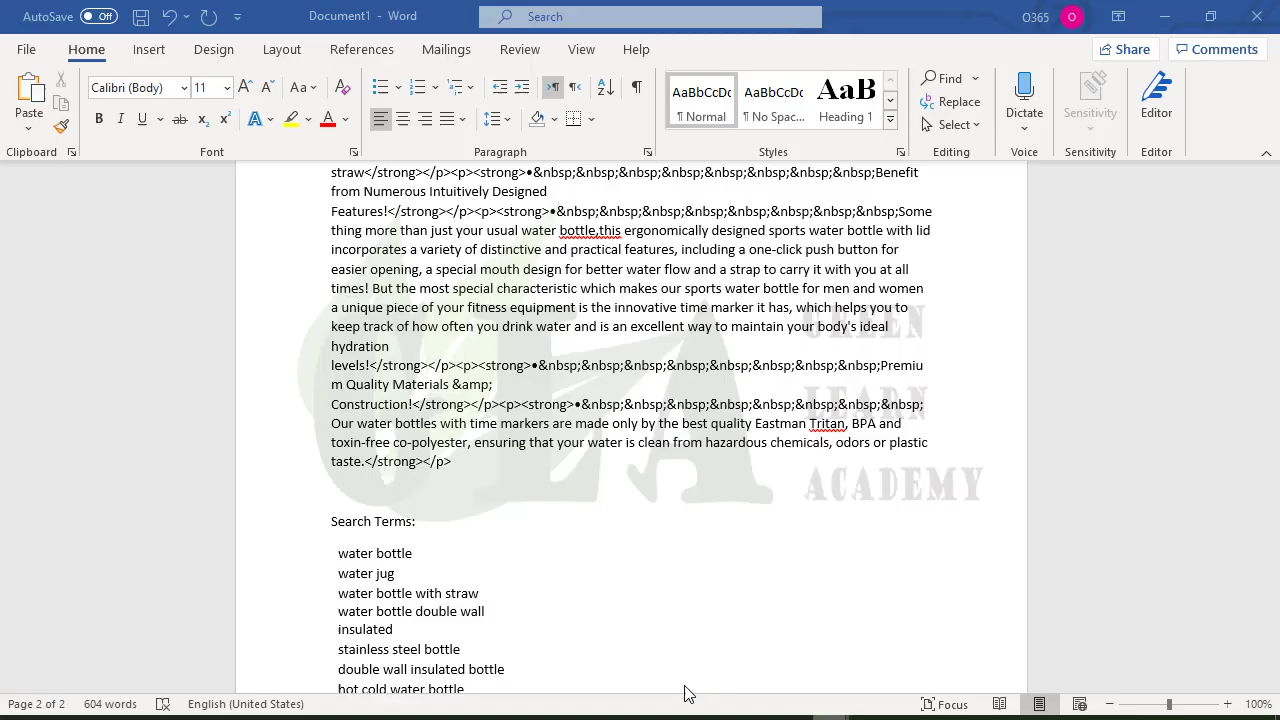 AutoSave Off Document1 - Word Search O365 O
File Home Insert Design Layout References Mailings Review View Help Share Comments
Paste Calibri (Body) 11 AaBbCcDc AaBbCcDc AaB Find Replace Select Dictate Sensitivity Editor
¶ Normal ¶ No Spac... Heading 1
Clipboard Font Paragraph Styles Editing Voice Sensitivity Editor
straw</strong></p><p><strong>•&nbsp;&nbsp;&nbsp;&nbsp;&nbsp;&nbsp;&nbsp;&nbsp;Benefit
from Numerous Intuitively Designed
Features!</strong></p><p><strong>•&nbsp;&nbsp;&nbsp;&nbsp;&nbsp;&nbsp;&nbsp;&nbsp;Some
thing more than just your usual water bottle,this ergonomically designed sports water bottle with lid
incorporates a variety of distinctive and practical features, including a one-click push button for
easier opening, a special mouth design for better water flow and a strap to carry it with you at all
times! But the most special characteristic which makes our sports water bottle for men and women
a unique piece of your fitness equipment is the innovative time marker it has, which helps you to
keep track of how often you drink water and is an excellent way to maintain your body's ideal
hydration
levels!</strong></p><p><strong>•&nbsp;&nbsp;&nbsp;&nbsp;&nbsp;&nbsp;&nbsp;&nbsp;Premiu
m Quality Materials &amp;
Construction!</strong></p><p><strong>•&nbsp;&nbsp;&nbsp;&nbsp;&nbsp;&nbsp;&nbsp;&nbsp;
Our water bottles with time markers are made only by the best quality Eastman Tritan, BPA and
toxin-free co-polyester, ensuring that your water is clean from hazardous chemicals, odors or plastic
taste.</strong></p>
GREEN
LEARN
ACADEMY
Search Terms:
water bottle
water jug
water bottle with straw
water bottle double wall
insulated
stainless steel bottle
double wall insulated bottle
hot cold water bottle
Page 2 of 2 604 words English (United States) Focus 100%